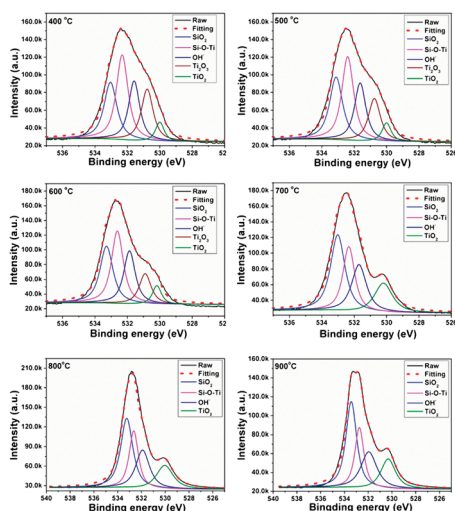 400 °C
Raw
Fitting
SiO2
Si-O-Ti
OH-
Ti2O3
TiO2
Intensity (a.u.)
160.0k
140.0k
120.0k
100.0k
80.0k
60.0k
40.0k
20.0k
536 534 532 530 528 52
Binding energy (eV)
500 °C
Raw
Fitting
SiO2
Si-O-Ti
OH-
Ti2O3
TiO2
Intensity (a.u.)
160.0k
140.0k
120.0k
100.0k
80.0k
60.0k
40.0k
20.0k
536 534 532 530 528 526
Binding energy (eV)
600 °C
Raw
Fitting
SiO2
Si-O-Ti
OH-
Ti2O3
TiO2
Intensity (a.u.)
180.0k
160.0k
140.0k
120.0k
100.0k
80.0k
60.0k
40.0k
20.0k
536 534 532 530 528 52
Binding energy (eV)
700 °C
Raw
Fitting
SiO2
Si-O-Ti
OH-
TiO2
Intensity (a.u.)
180.0k
160.0k
140.0k
120.0k
100.0k
80.0k
60.0k
40.0k
536 534 532 530 528 526
Binding energy (eV)
800°C
Raw
Fitting
SiO2
Si-O-Ti
OH-
TiO2
Intensity (a.u.)
210.0k
180.0k
150.0k
120.0k
90.0k
60.0k
30.0k
540 538 536 534 532 530 528 526
Binding energy (eV)
900°C
Raw
Fitting
SiO2
Si-O-Ti
OH-
TiO2
Intensity (a.u.)
160.0k
140.0k
120.0k
100.0k
80.0k
60.0k
40.0k
20.0k
540 538 536 534 532 530 528 526
Bingding energy (eV)